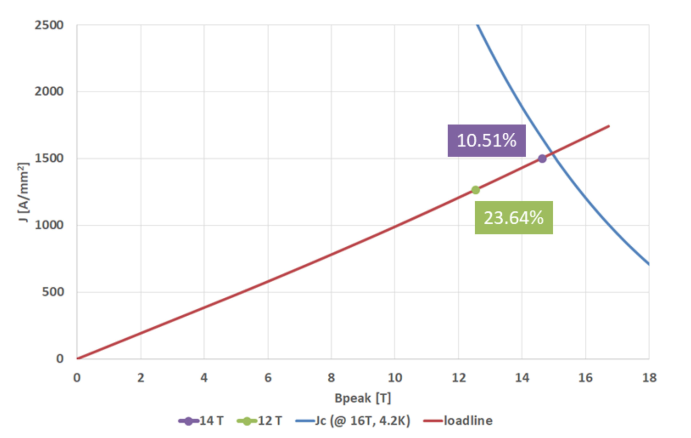 2500
2000
1500
1000
500
0
J [A/mm²]
10.51%
23.64%
0 2 4 6 8 10 12 14 16 18
Bpeak [T]
14 T 12 T Jc (@ 16T, 4.2K) loadline